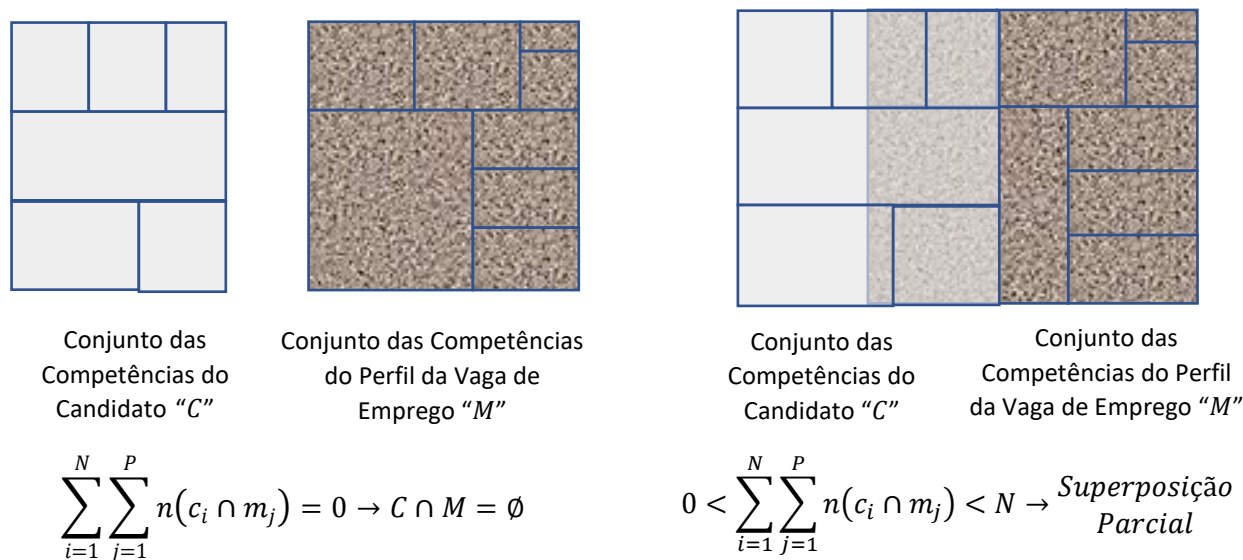 Conjunto das
Competências do
Candidato “C”
Conjunto das Competências
do Perfil da Vaga de
Emprego “M”
Conjunto das
Competências do
Candidato “C”
Conjunto das
Competências do Perfil
da Vaga de Emprego “M”
∑_{i=1}^{N} ∑_{j=1}^{P} n(c_i ∩ m_j) = 0 → C ∩ M = ∅
0 < ∑_{i=1}^{N} ∑_{j=1}^{P} n(c_i ∩ m_j) < N → Superposição
Parcial